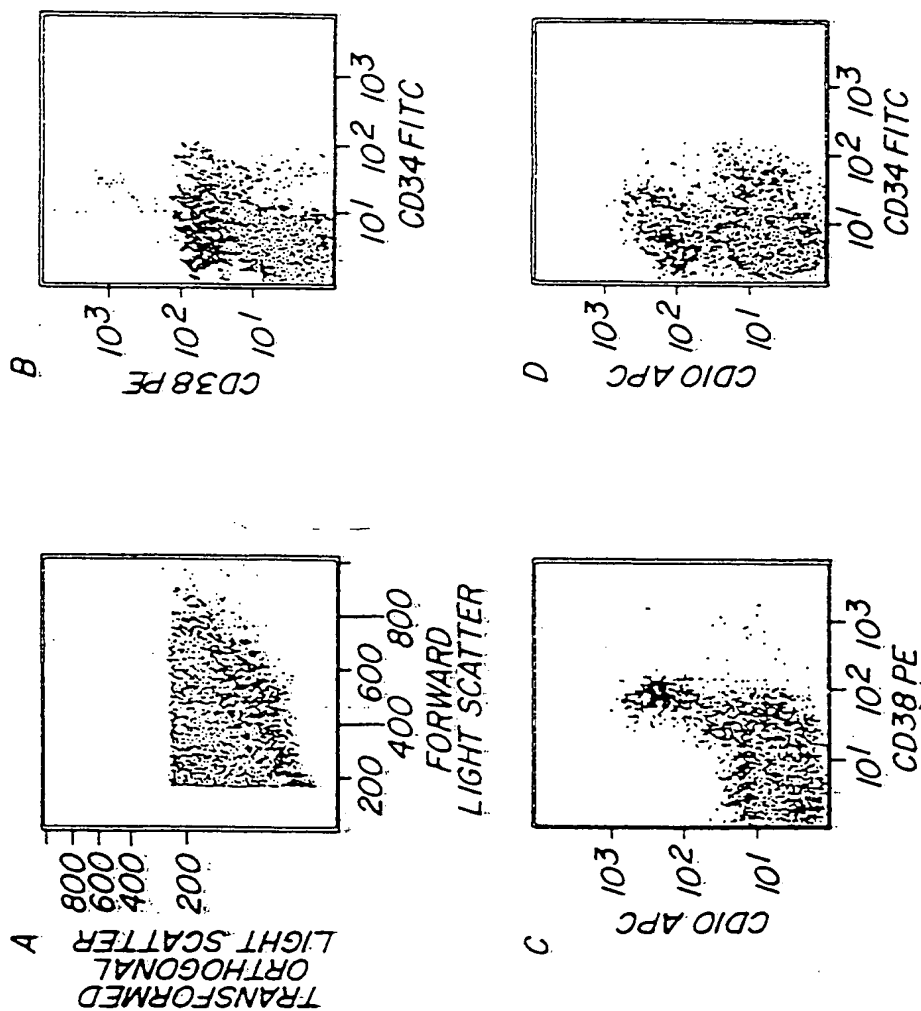 A
TRANSFORMED
ORTHOGONAL
LIGHT SCATTER
800
600
400
200
200 400 600 800
FORWARD
LIGHT SCATTER
B
CD38 PE
10³
10²
10¹
10¹ 10² 10³
CD34 FITC
C
CD10 APC
10³
10²
10¹
10¹ 10² 10³
CD38 PE
D
CD10 APC
10³
10²
10¹
10¹ 10² 10³
CD34 FITC